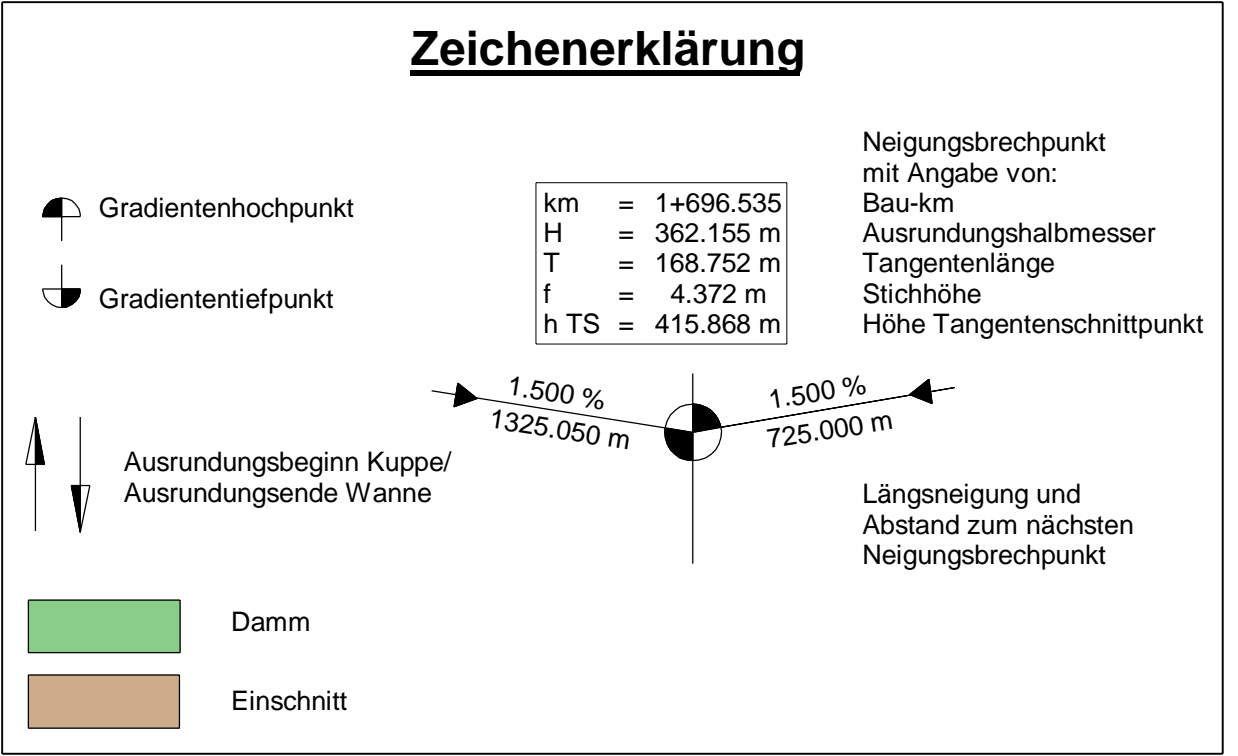 Zeichenerklärung
Gradientenhochpunkt
Gradiententiefpunkt
km = 1+696.535
H = 362.155 m
T = 168.752 m
f = 4.372 m
h TS = 415.868 m
Neigungsbrechpunkt
mit Angabe von:
Bau-km
Ausrundungshalbmesser
Tangentenlänge
Stichhöhe
Höhe Tangentenschnittpunkt
1.500 %
1325.050 m
1.500 %
725.000 m
Ausrundungsbeginn Kuppe/
Ausrundungsende Wanne
Längsneigung und
Abstand zum nächsten
Neigungsbrechpunkt
Damm
Einschnitt